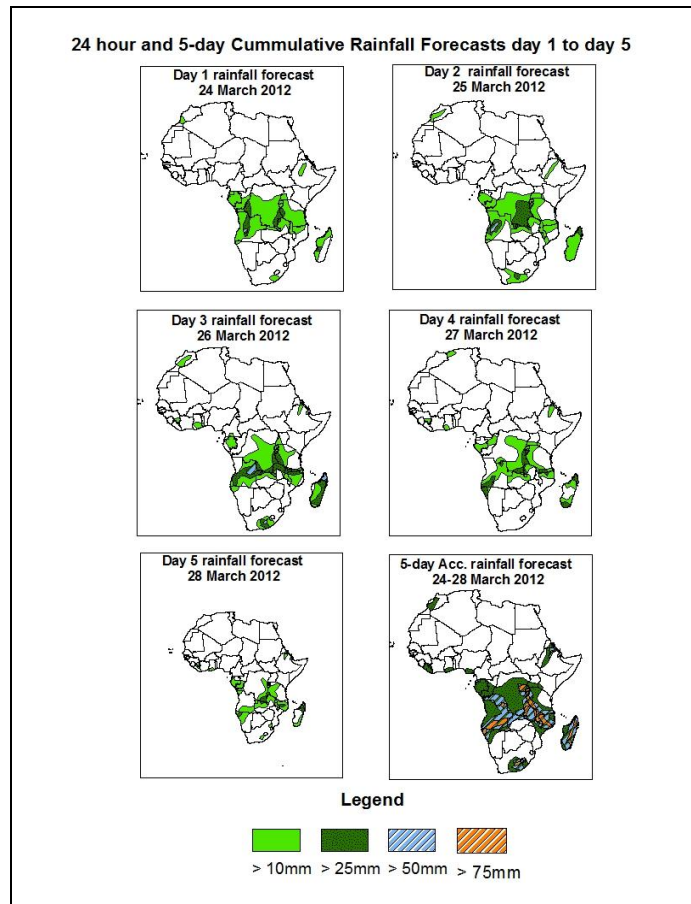 24 hour and 5-day Cummulative Rainfall Forecasts day 1 to day 5
Day 1 rainfall forecast
24 March 2012
Day 2 rainfall forecast
25 March 2012
Day 3 rainfall forecast
26 March 2012
Day 4 rainfall forecast
27 March 2012
Day 5 rainfall forecast
28 March 2012
5-day Acc. rainfall forecast
24-28 March 2012
Legend
> 10mm > 25mm > 50mm > 75mm